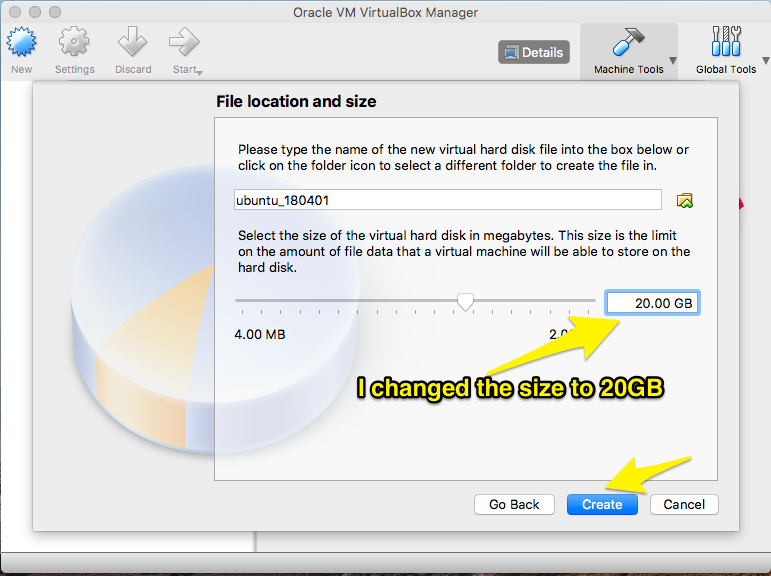 Oracle VM VirtualBox Manager
New
Settings
Discard
Start
Details
Machine Tools
Global Tools
File location and size
Please type the name of the new virtual hard disk file into the box below or
click on the folder icon to select a different folder to create the file in.
ubuntu_180401
Select the size of the virtual hard disk in megabytes. This size is the limit
on the amount of file data that a virtual machine will be able to store on the
hard disk.
20.00 GB
4.00 MB
I changed the size to 20GB
Go Back
Create
Cancel